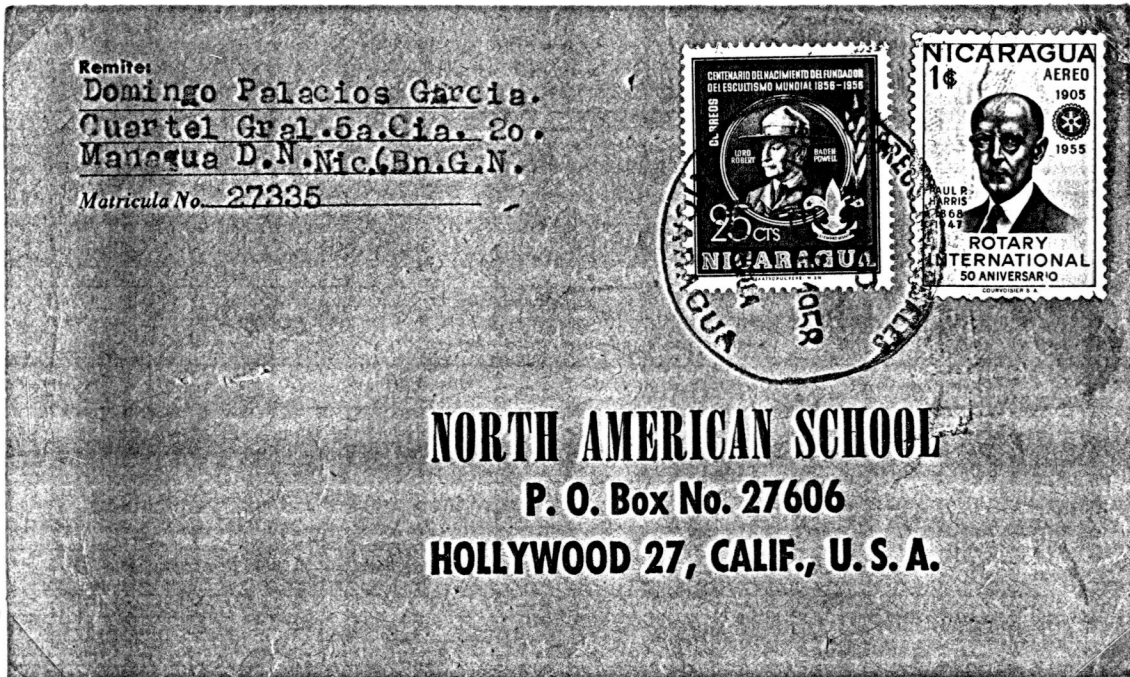 Remite:
Domingo Palacios Garcia.
Cuartel Gral.5a.Cia. 2o.
Managua D.N.Nic.(Bn.G.N.
Matricula No. 27335
CENTENARIO DEL NACIMIENTO DEL FUNDADOR
DEL ESCULTISMO MUNDIAL 1856-1956
CORREOS
LORD ROBERT
BADEN POWELL
25 CTS
NICARAGUA
NICARAGUA
1¢
AEREO
1905
1955
PAUL P.
HARRIS
1868
1947
ROTARY
INTERNATIONAL
50 ANIVERSARIO
COURVOISIER S.A.
1958
NICARAGUA
NORTH AMERICAN SCHOOL
P. O. Box No. 27606
HOLLYWOOD 27, CALIF., U. S. A.